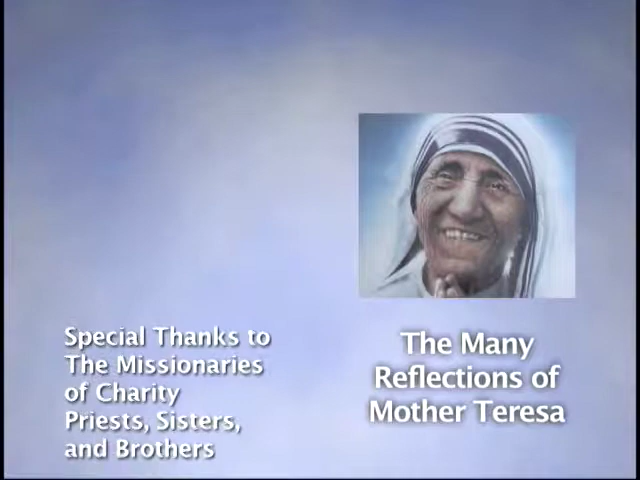 Special Thanks to
The Missionaries
of Charity
Priests, Sisters,
and Brothers
The Many
Reflections of
Mother Teresa